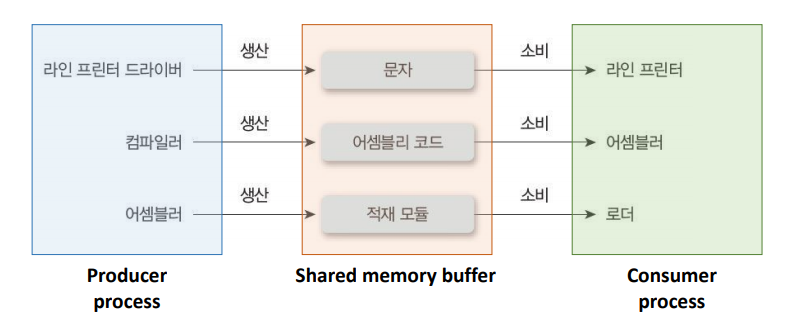 생산
소비
라인 프린터 드라이버
문자
라인 프린터
생산
소비
컴파일러
어셈블리 코드
어셈블러
생산
소비
어셈블러
적재 모듈
로더
Producer
process
Shared memory buffer
Consumer
process